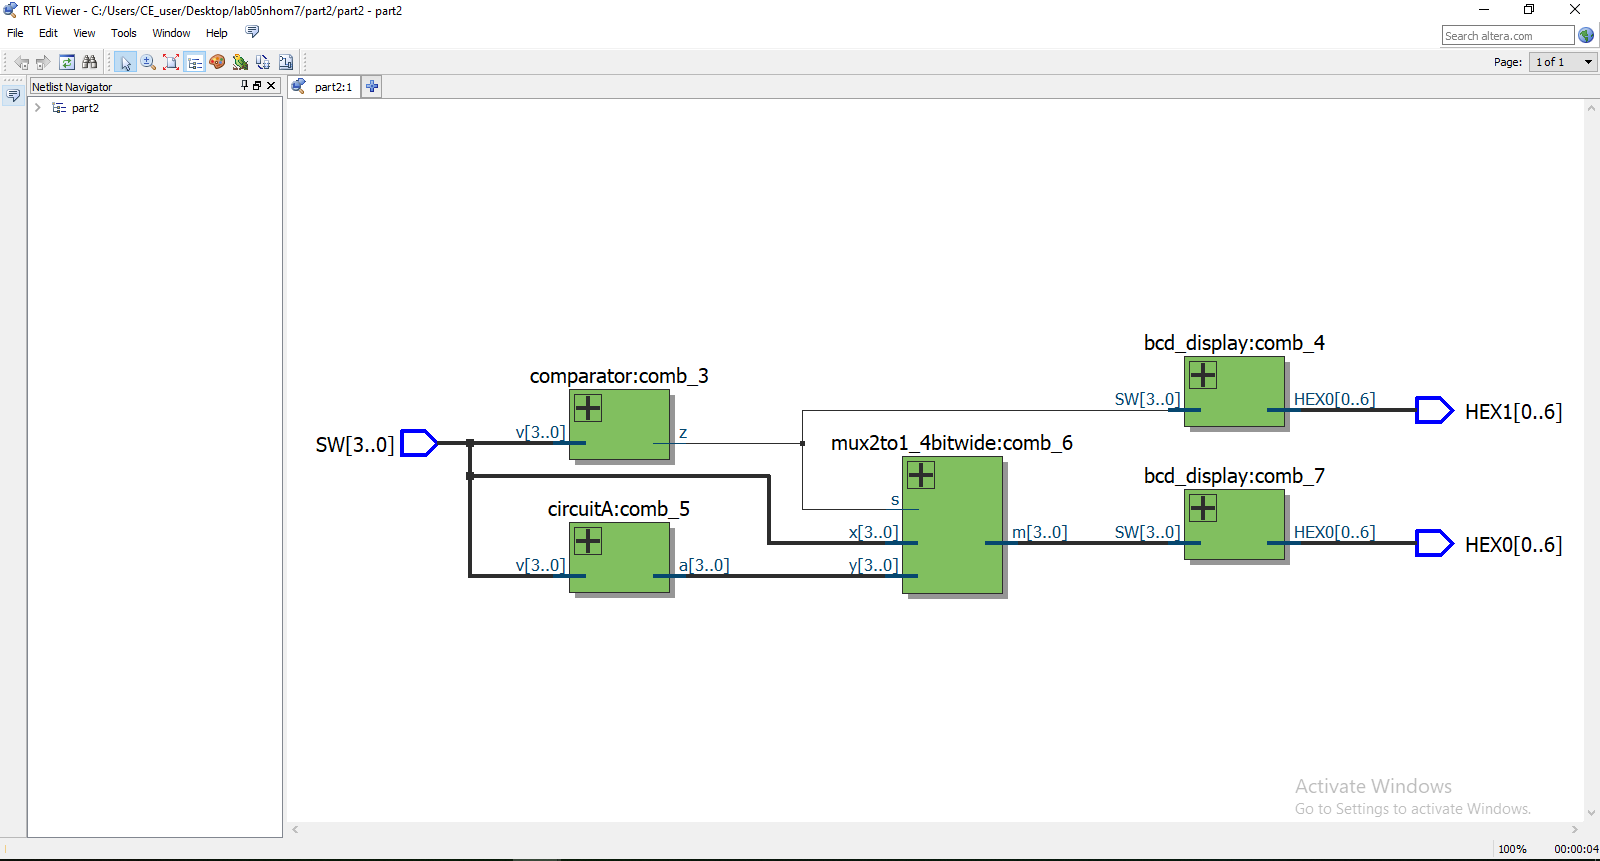 RTL Viewer - C:/Users/CE_user/Desktop/lab05nhom7/part2/part2 - part2
File Edit View Tools Window Help
Search altera.com
Page: 1 of 1
Netlist Navigator
part2:1
part2
bcd_display:comb_4
comparator:comb_3
SW[3..0] HEX0[0..6]
HEX1[0..6]
v[3..0] z
SW[3..0]
mux2to1_4bitwide:comb_6
bcd_display:comb_7
s
circuitA:comb_5
x[3..0] m[3..0] SW[3..0] HEX0[0..6]
HEX0[0..6]
v[3..0] a[3..0] y[3..0]
Activate Windows
Go to Settings to activate Windows.
100% 00:00:04